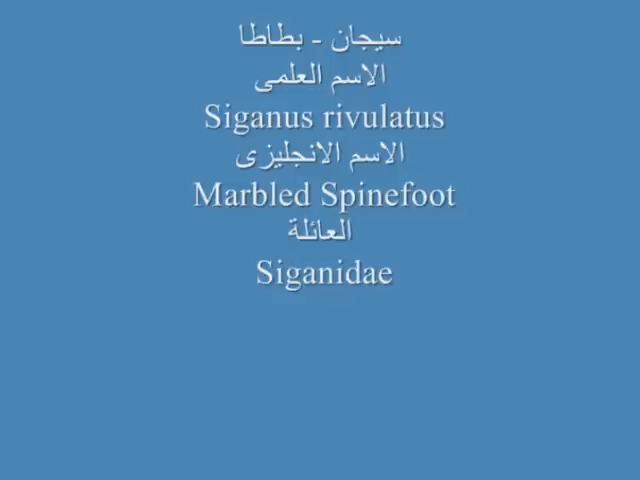 سيجان - بطاطا
الاسم العلمى
Siganus rivulatus
الاسم الانجليزى
Marbled Spinefoot
العائلة
Siganidae